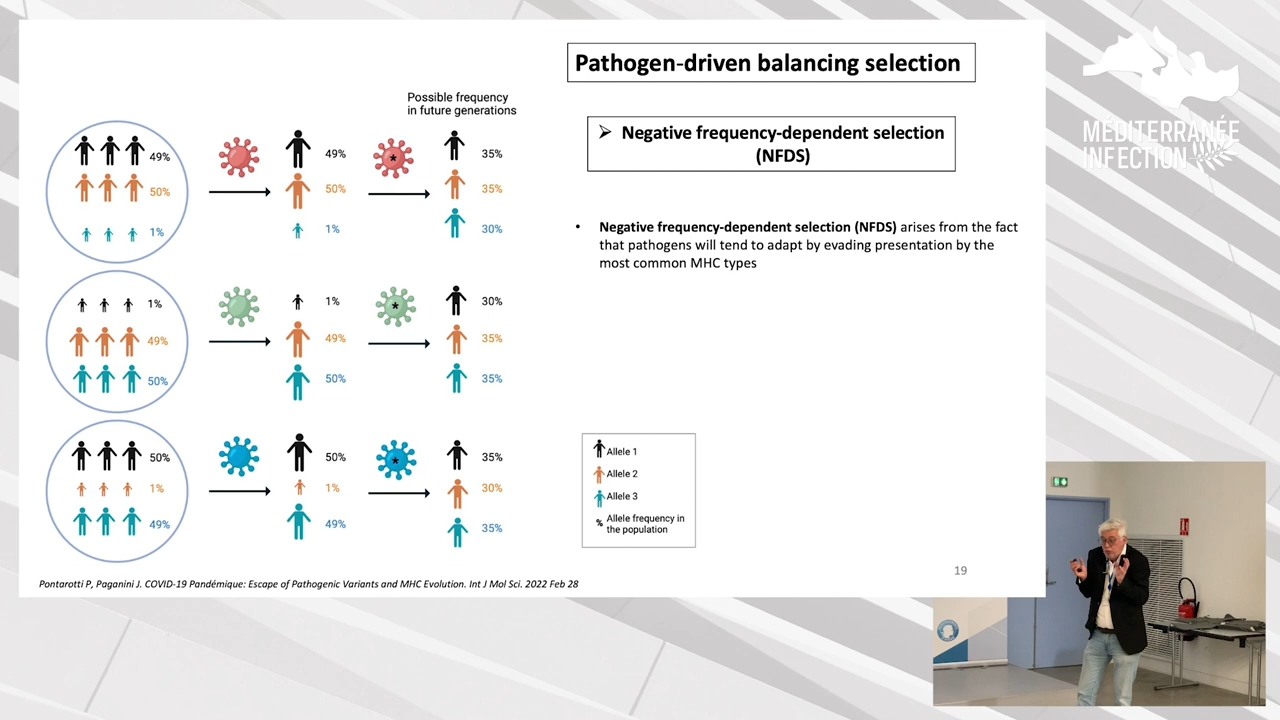 Pathogen-driven balancing selection
MÉDITERRANÉE
INFECTION
Possible frequency
in future generations
➢ Negative frequency-dependent selection
(NFDS)
49% 49% 35%
50% 50% 35%
1% 1% 30%
• Negative frequency-dependent selection (NFDS) arises from the fact
that pathogens will tend to adapt by evading presentation by the
most common MHC types
1% 1% 30%
49% 49% 35%
50% 50% 35%
50% 50% 35%
1% 1% 30%
49% 49% 35%
Allele 1
Allele 2
Allele 3
% Allele frequency in
the population
Pontarotti P, Paganini J. COVID-19 Pandémique: Escape of Pathogenic Variants and MHC Evolution. Int J Mol Sci. 2022 Feb 28
19